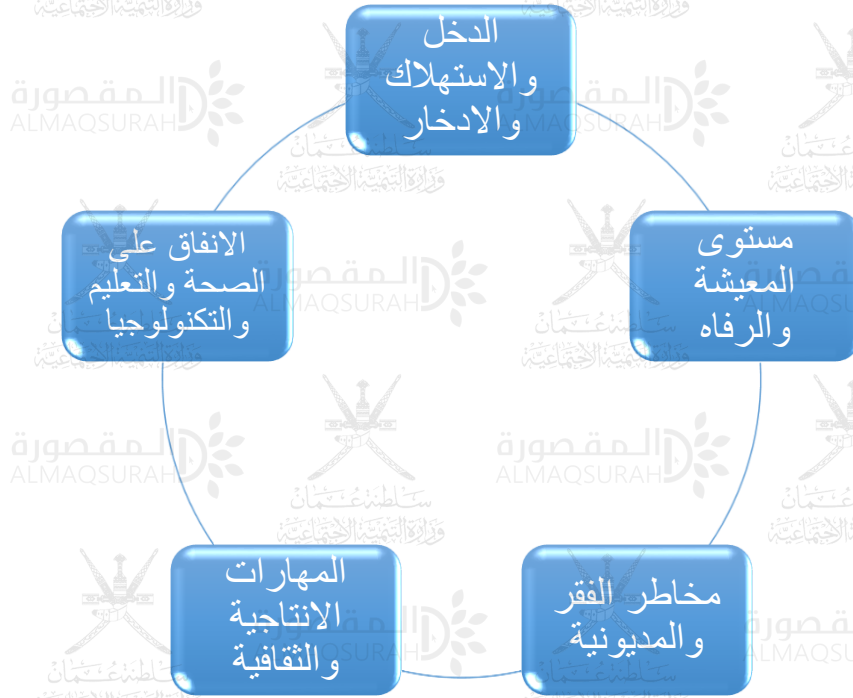 الدخل
والاستهلاك
والادخار
مستوى
المعيشة
والرفاه
مخاطر الفقر
والمديونية
المهارات
الانتاجية
والثقافية
الانفاق على
الصحة والتعليم
والتكنولوجيا
المقصورة
ALMAQSURAH
سلطنة عمان
وزارة التنمية الاجتماعية